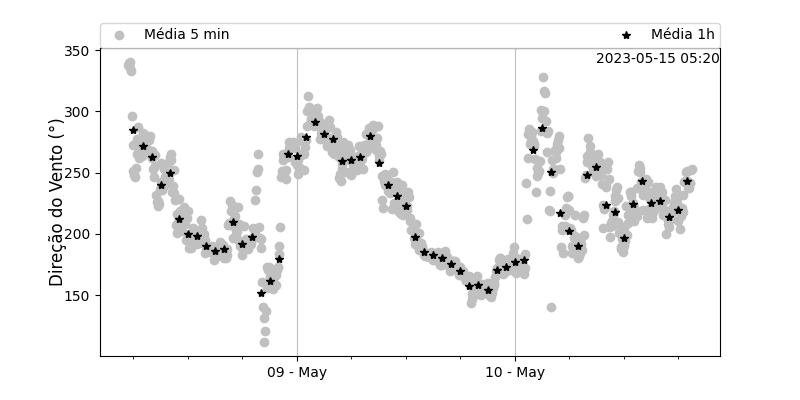 Média 5 min
Média 1h
2023-05-15 05:20
Direção do Vento (°)
350
300
250
200
150
09 - May
10 - May